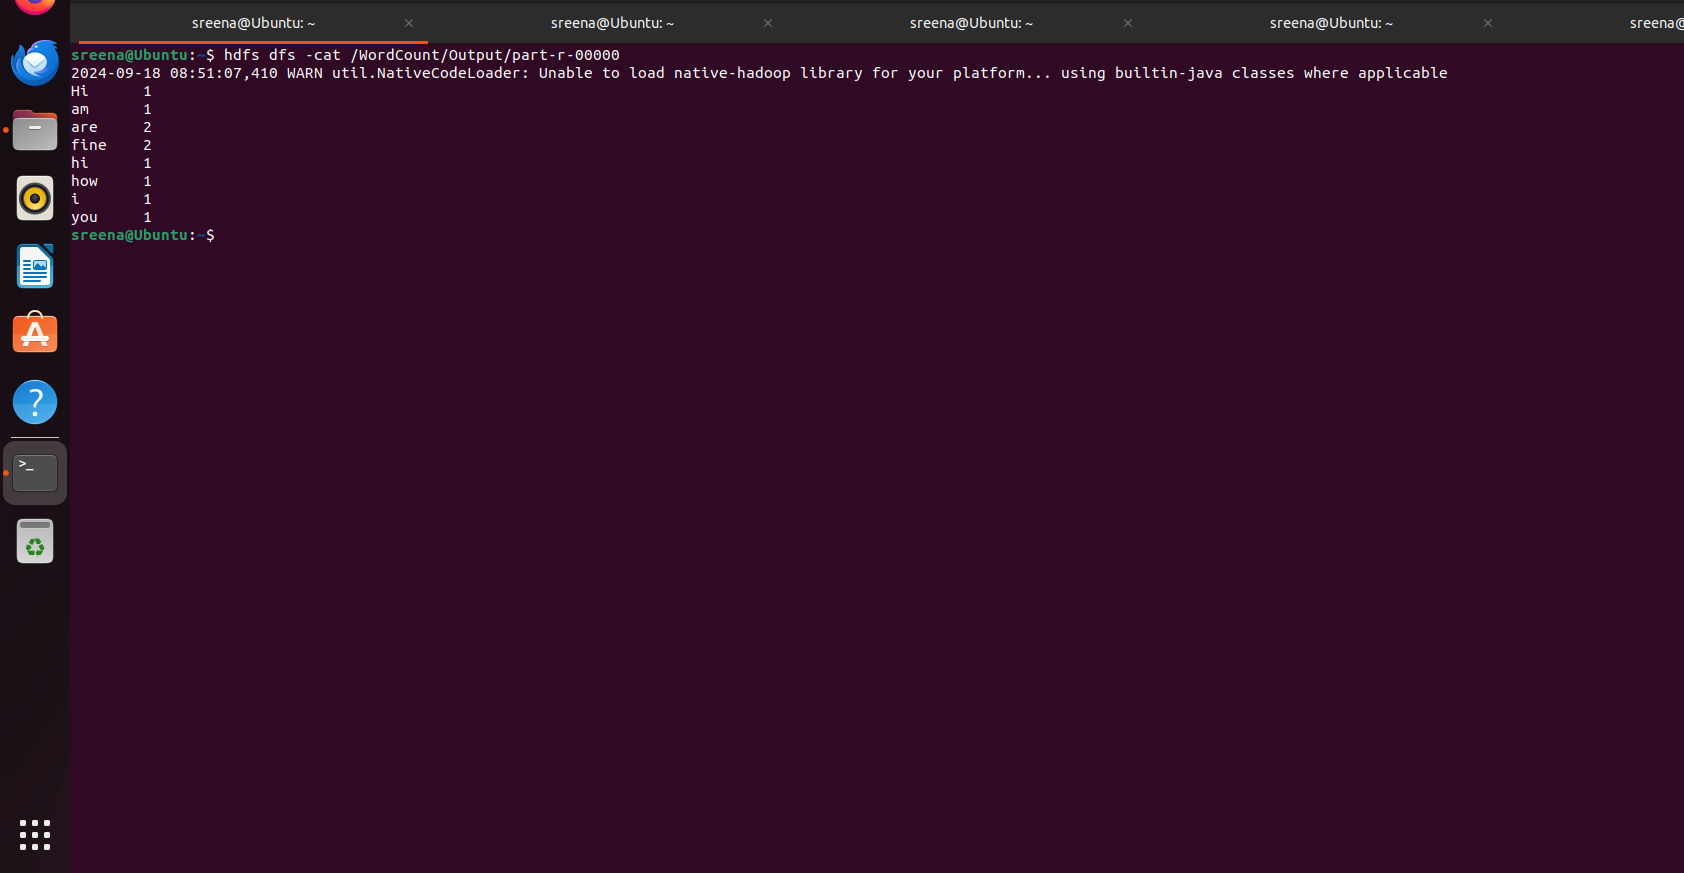 sreena@Ubuntu: ~ × sreena@Ubuntu: ~ × sreena@Ubuntu: ~ × sreena@Ubuntu: ~ × sreena@
sreena@Ubuntu:~$ hdfs dfs -cat /WordCount/Output/part-r-00000
2024-09-18 08:51:07,410 WARN util.NativeCodeLoader: Unable to load native-hadoop library for your platform... using builtin-java classes where applicable
Hi 1
am 1
are 2
fine 2
hi 1
how 1
i 1
you 1
sreena@Ubuntu:~$